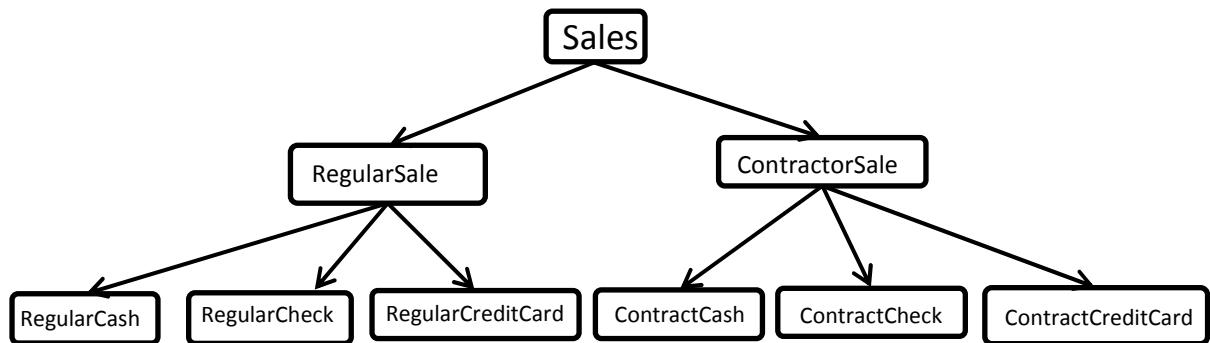 Sales
RegularSale
ContractorSale
RegularCash
RegularCheck
RegularCreditCard
ContractCash
ContractCheck
ContractCreditCard